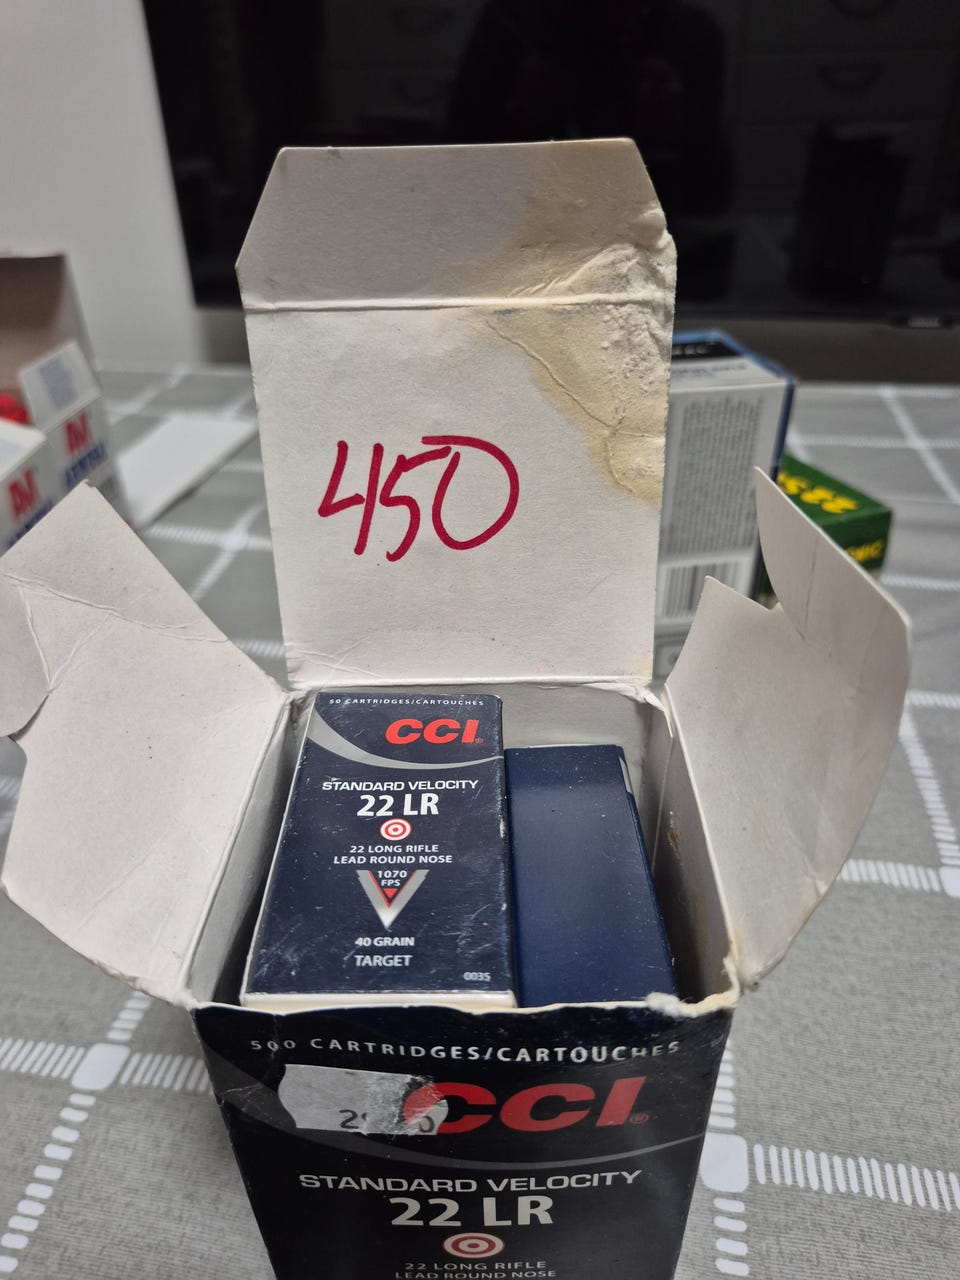 450
50 CARTRIDGES/CARTOUCHES
CCI
STANDARD VELOCITY
22 LR
22 LONG RIFLE
LEAD ROUND NOSE
1070
FPS
40 GRAIN
TARGET
0035
500 CARTRIDGES/CARTOUCHES
CCI
STANDARD VELOCITY
22 LR
22 LONG RIFLE
LEAD ROUND NOSE